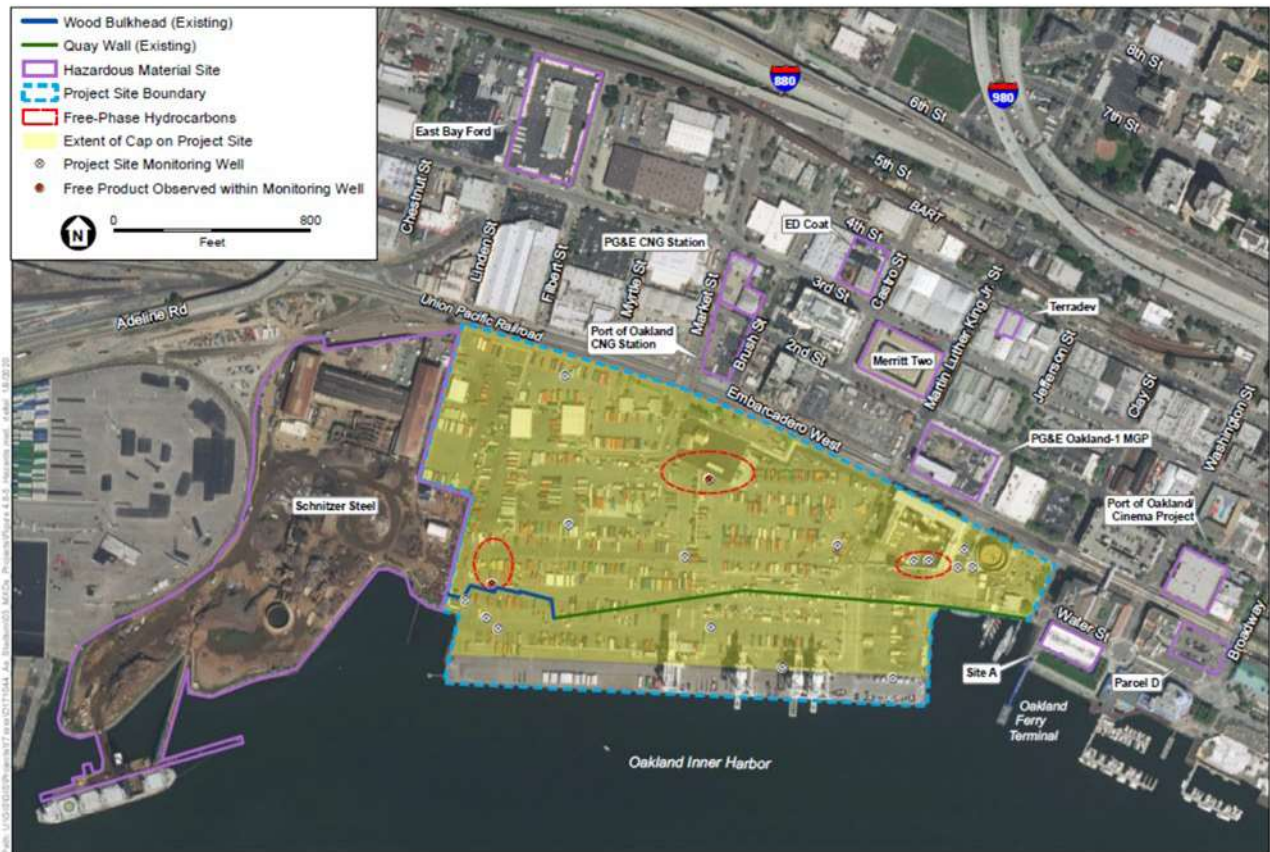 Wood Bulkhead (Existing)
Quay Wall (Existing)
Hazardous Material Site
Project Site Boundary
Free-Phase Hydrocarbons
Extent of Cap on Project Site
Project Site Monitoring Well
Free Product Observed within Monitoring Well
N
0
800
Feet
880
980
8th St
7th St
6th St
5th St
BART
4th St
3rd St
2nd St
East Bay Ford
Chestnut St
Linden St
Filbert St
Myrtle St
Market St
Brush St
Castro St
Martin Luther King Jr. St
Jefferson St
Clay St
Washington St
Broadway
ED Coat
PG&E CNG Station
Terradev
Port of Oakland
CNG Station
Merritt Two
Adeline Rd
Union Pacific Railroad
Embarcadero West
PG&E Oakland-1 MGP
Port of Oakland/
Cinema Project
Schnitzer Steel
Water St
Site A
Parcel D
Oakland
Ferry
Terminal
Oakland Inner Harbor